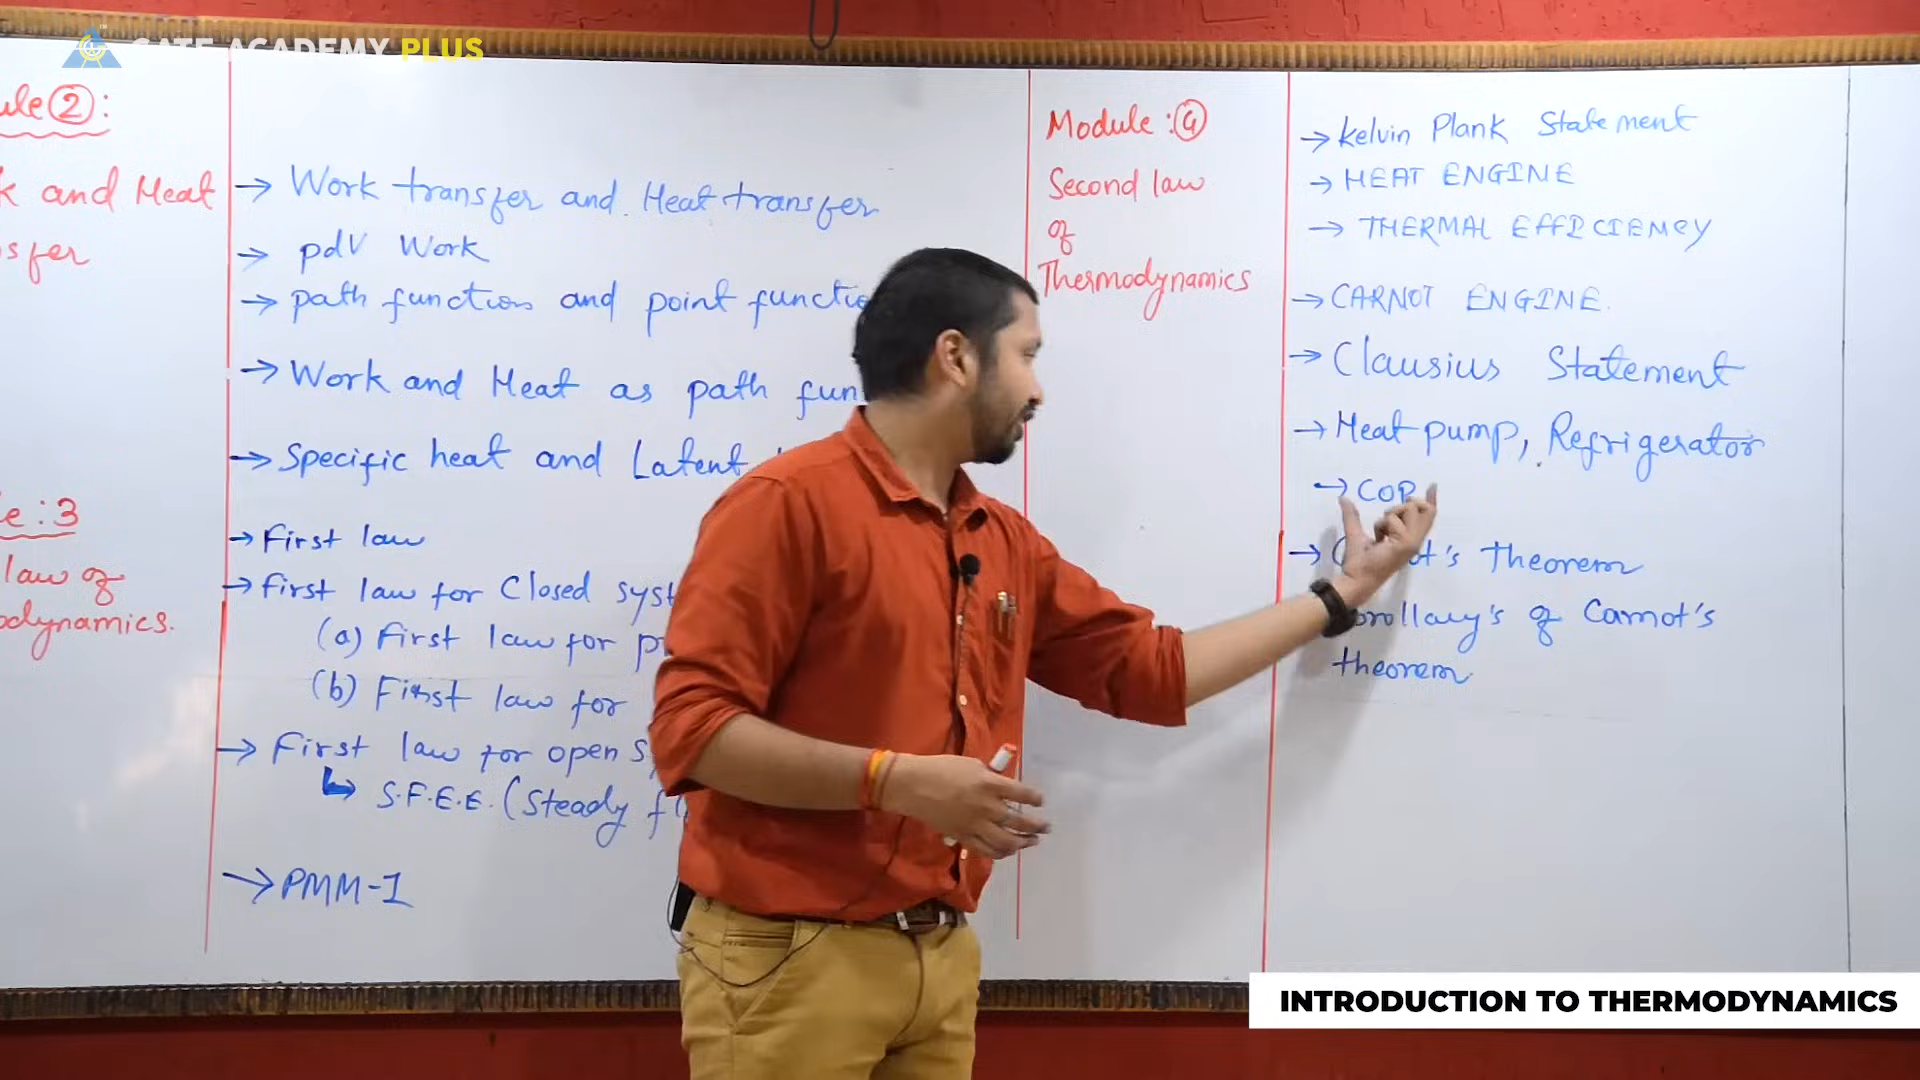 GATE ACADEMY PLUS
ule 2:
k and Heat
sfer
→ Work transfer and Heat transfer
→ pdV Work
→ path function and point functio
→ Work and Heat as path fun
→ Specific heat and Latent
e:3
law of
odynamics.
→ First law
→ First law for Closed syst
(a) First law for p
(b) First law for
→ First law for open s
↳ S.F.E.E. (Steady fl
→ PMM-1
Module: 4
Second law
of
Thermodynamics
→ Kelvin Plank Statement
→ HEAT ENGINE
→ THERMAL EFFICIENCY
→ CARNOT ENGINE.
→ Clausius Statement
→ Heat pump, Refrigerator
→ COP
→ C ot's theorem
orollary's of Carnot's
theorem.
INTRODUCTION TO THERMODYNAMICS